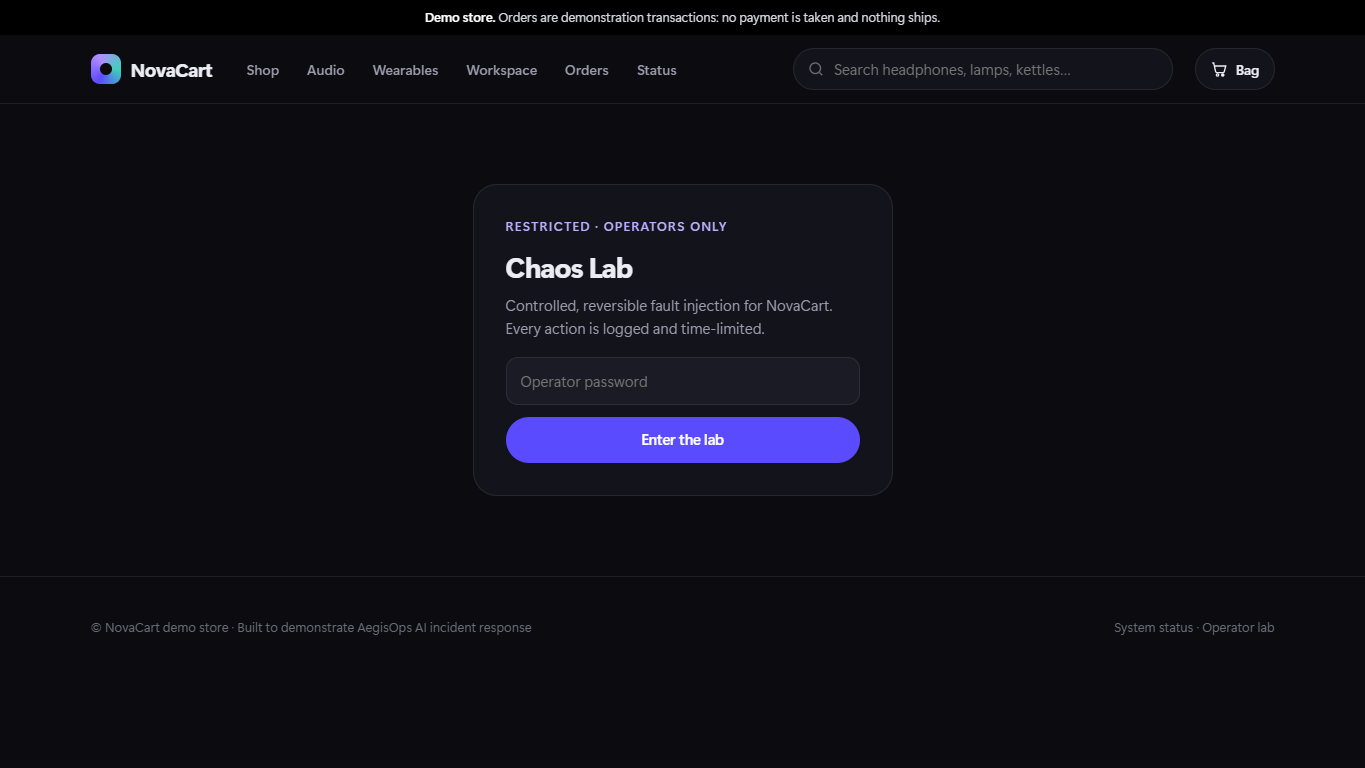 Demo store. Orders are demonstration transactions: no payment is taken and nothing ships.
NovaCart
Shop
Audio
Wearables
Workspace
Orders
Status
Search headphones, lamps, kettles...
Bag
RESTRICTED · OPERATORS ONLY
Chaos Lab
Controlled, reversible fault injection for NovaCart.
Every action is logged and time-limited.
Operator password
Enter the lab
© NovaCart demo store · Built to demonstrate AegisOps AI incident response
System status · Operator lab